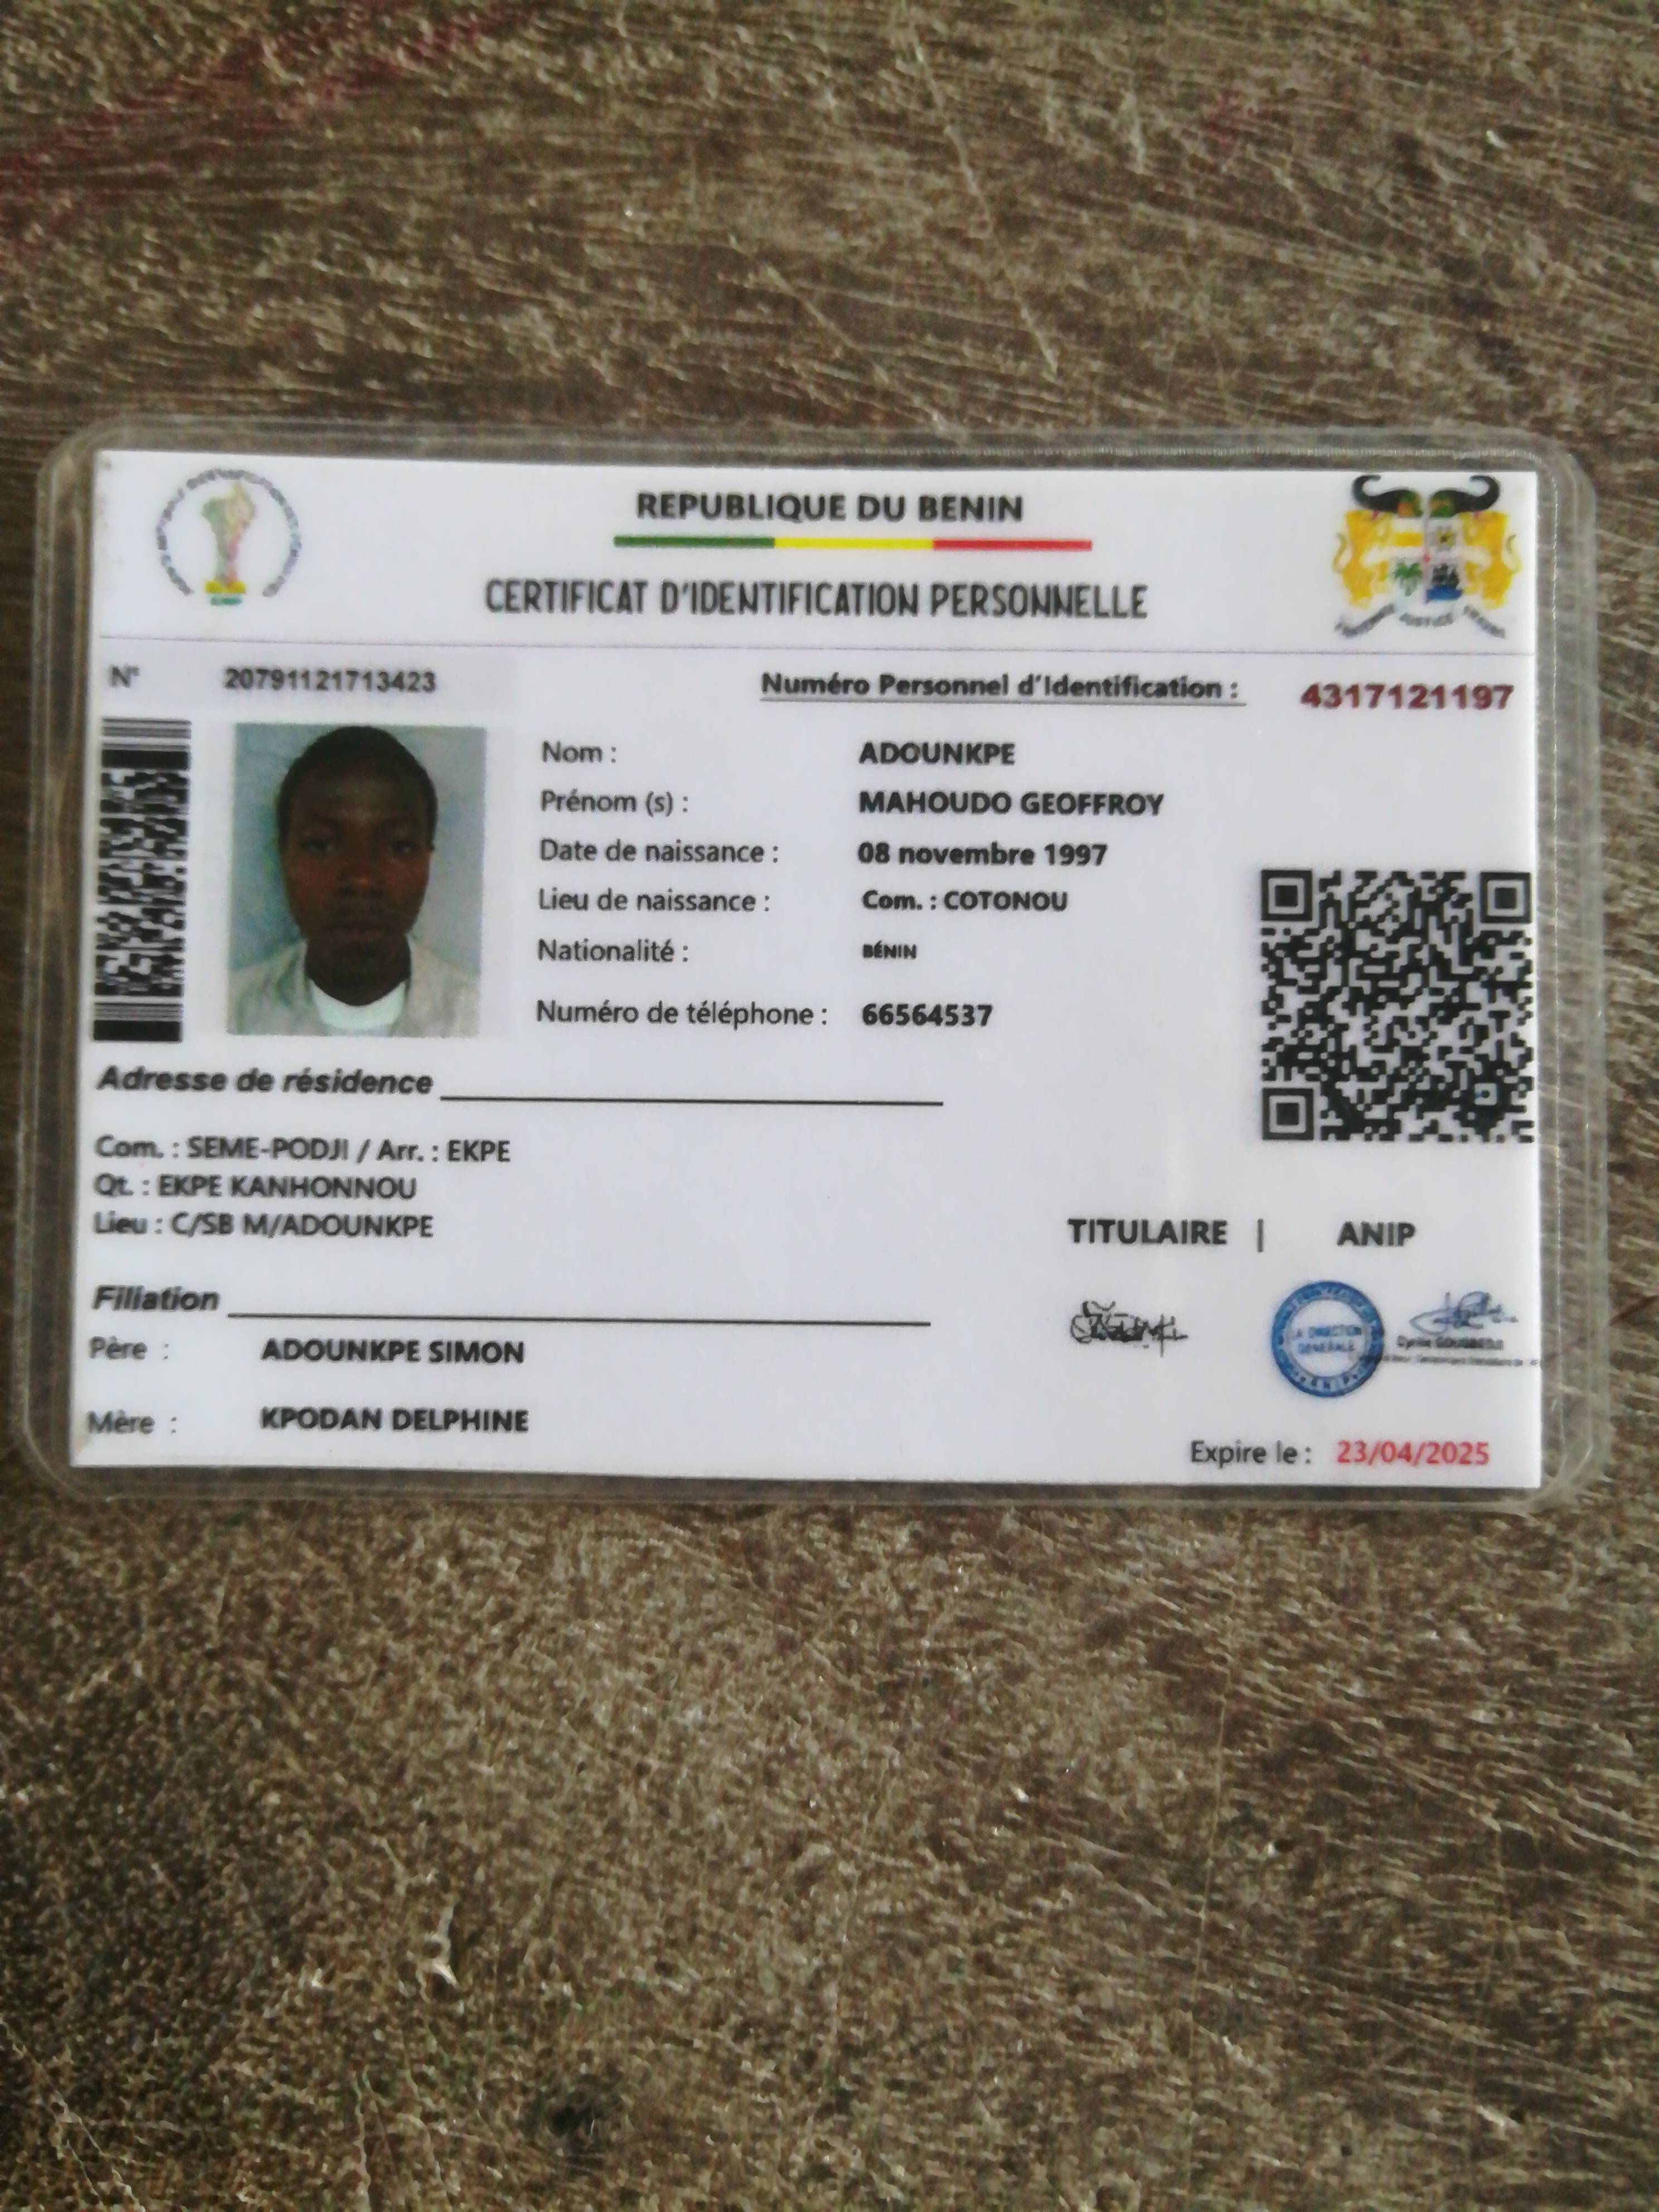 REPUBLIQUE DU BENIN
CERTIFICAT D'IDENTIFICATION PERSONNELLE
N° 20791121713423
Numéro Personnel d'Identification : 4317121197
Nom : ADOUNKPE
Prénom (s) : MAHOUDO GEOFFROY
Date de naissance : 08 novembre 1997
Lieu de naissance : Com. : COTONOU
Nationalité : BÉNIN
Numéro de téléphone : 66564537
Adresse de résidence
Com. : SEME-PODJI / Arr. : EKPE
Qt. : EKPE KANHONNOU
Lieu : C/SB M/ADOUNKPE
TITULAIRE | ANIP
LA DIRECTION
GENERALE
Filiation
Père : ADOUNKPE SIMON
Mère : KPODAN DELPHINE
Expire le : 23/04/2025